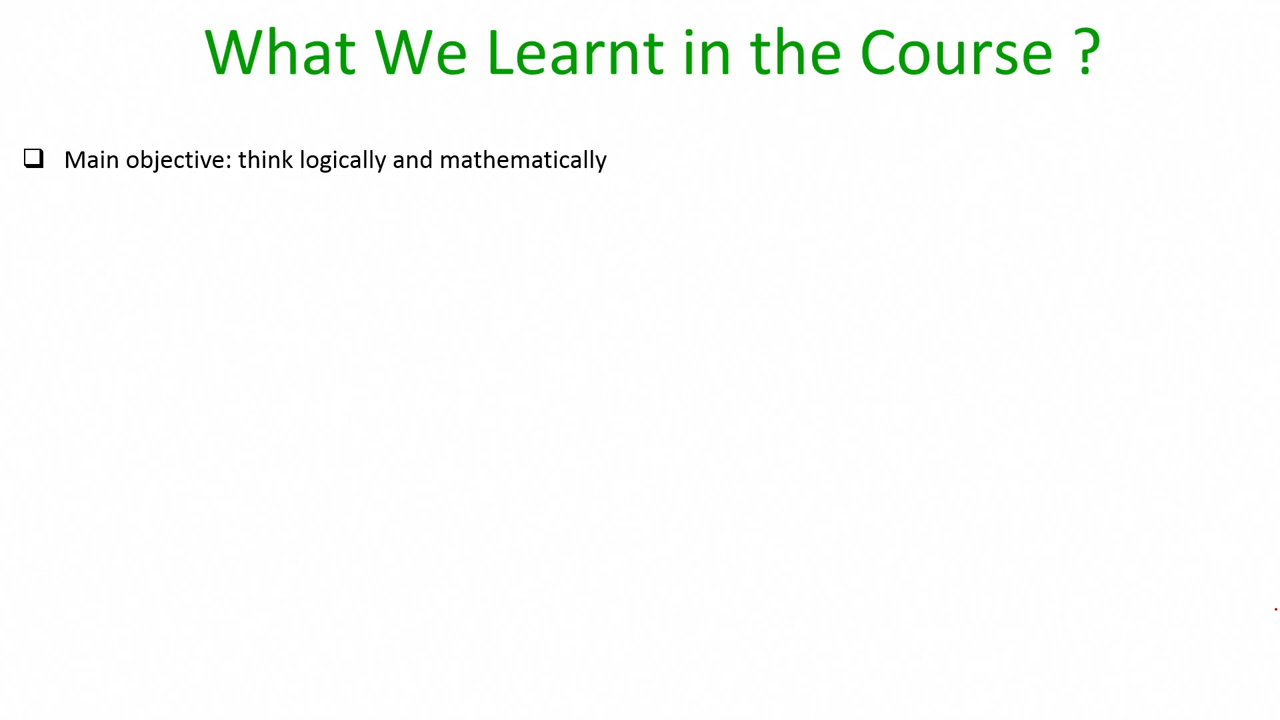 What We Learnt in the Course ?
Main objective: think logically and mathematically